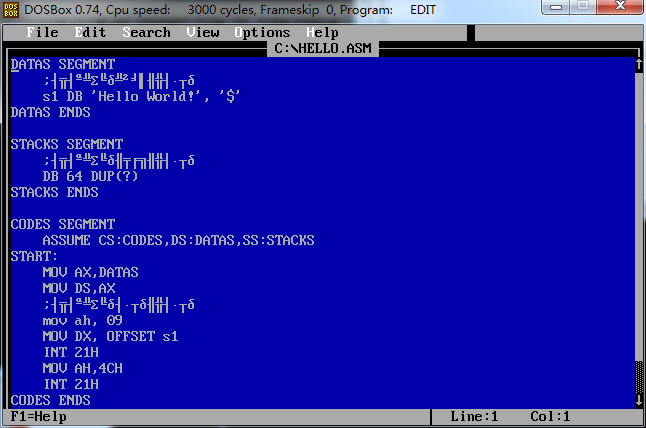 DOSBox 0.74, Cpu speed: 3000 cycles, Frameskip 0, Program: EDIT
File Edit Search View Options Help
C:\HELLO.ASM
DATAS SEGMENT
s1 DB 'Hello World!', '$'
DATAS ENDS
STACKS SEGMENT
DB 64 DUP(?)
STACKS ENDS
CODES SEGMENT
ASSUME CS:CODES,DS:DATAS,SS:STACKS
START:
MOV AX,DATAS
MOV DS,AX
mov ah, 09
MOV DX, OFFSET s1
INT 21H
MOV AH,4CH
INT 21H
CODES ENDS
F1=Help Line:1 Col:1